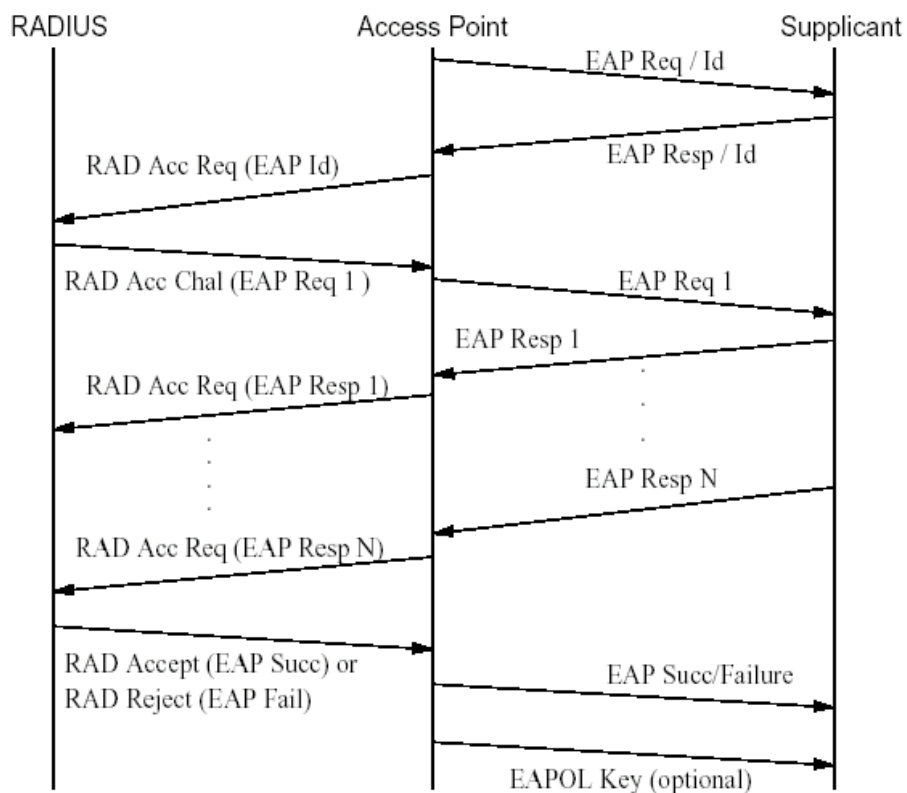 RADIUS
Access Point
Supplicant
EAP Req / Id
EAP Resp / Id
RAD Acc Req (EAP Id)
RAD Acc Chal (EAP Req 1 )
EAP Req 1
EAP Resp 1
RAD Acc Req (EAP Resp 1)
EAP Resp N
RAD Acc Req (EAP Resp N)
RAD Accept (EAP Succ) or
RAD Reject (EAP Fail)
EAP Succ/Failure
EAPOL Key (optional)